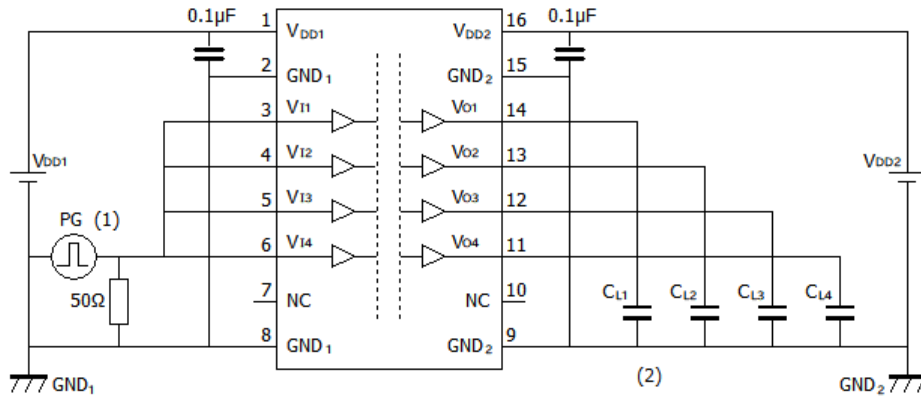 0.1µF 1 16 0.1µF
VDD1 VDD2
2 15
GND1 GND2
3 14
VI1 VO1
4 13
VDD1 VI2 VO2 VDD2
5 12
VI3 VO3
PG (1) 6 11
VI4 VO4
50Ω 7 10 CL1 CL2 CL3 CL4
NC NC
8 9
GND1 GND2
GND1 (2) GND2